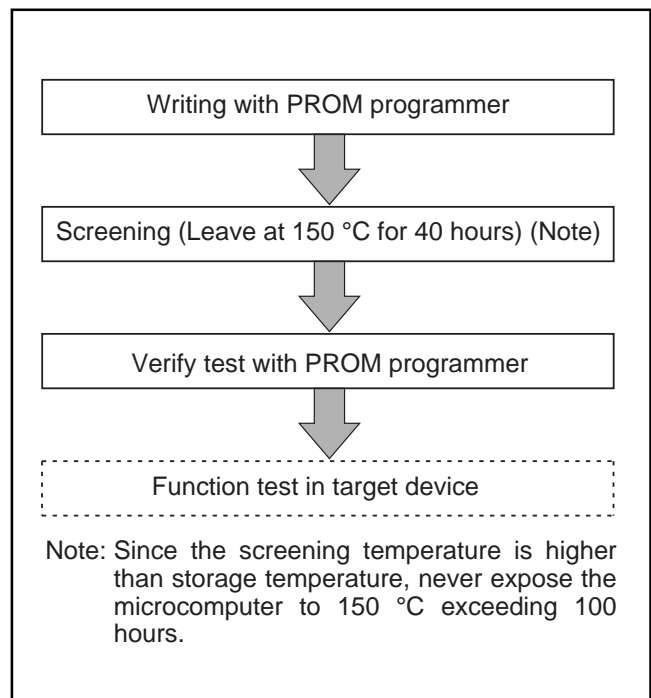 Writing with PROM programmer
Screening (Leave at 150 °C for 40 hours) (Note)
Verify test with PROM programmer
Function test in target device
Note: Since the screening temperature is higher
than storage temperature, never expose the
microcomputer to 150 °C exceeding 100
hours.